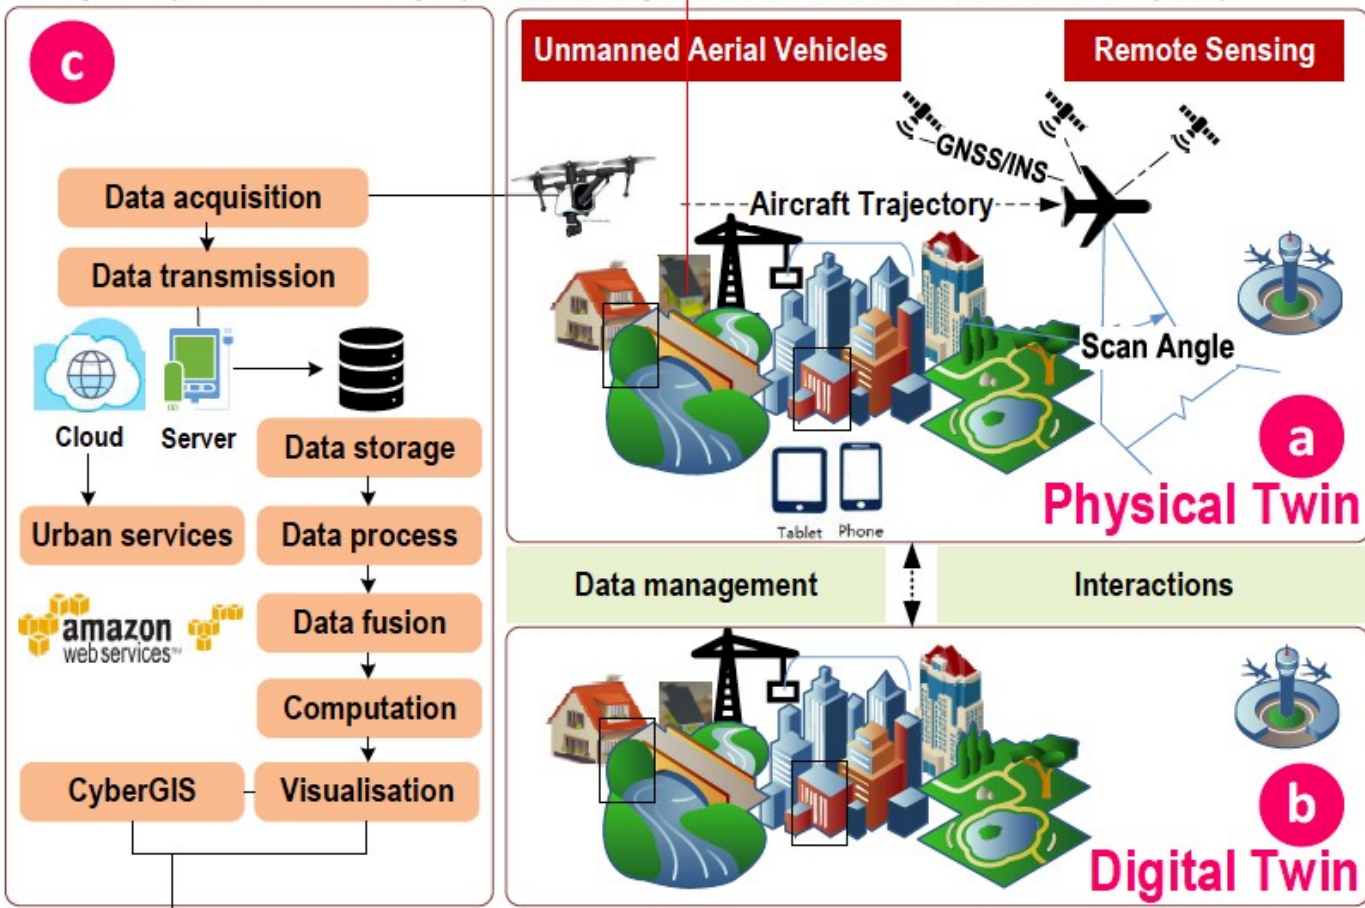 c
Data acquisition
Data transmission
Cloud
Server
Data storage
Urban services
Data process
Data fusion
amazon
web services™
Computation
CyberGIS
Visualisation
Unmanned Aerial Vehicles
Remote Sensing
GNSS/INS
Aircraft Trajectory
Scan Angle
a
Physical Twin
Tablet
Phone
Data management
Interactions
b
Digital Twin